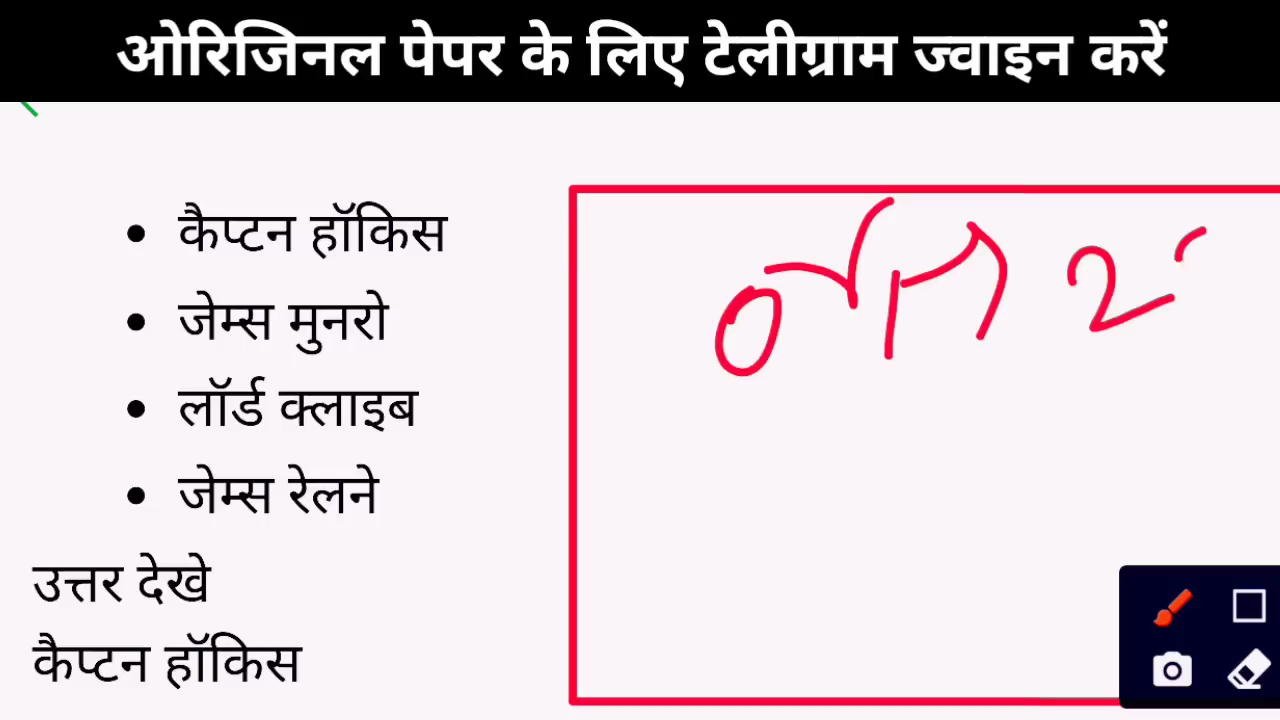 ओरिजिनल पेपर के लिए टेलीग्राम ज्वाइन करें
• कैप्टन हॉकिस
• जेम्स मुनरो
• लॉर्ड क्लाइब
• जेम्स रेलने
उत्तर देखे
कैप्टन हॉकिस